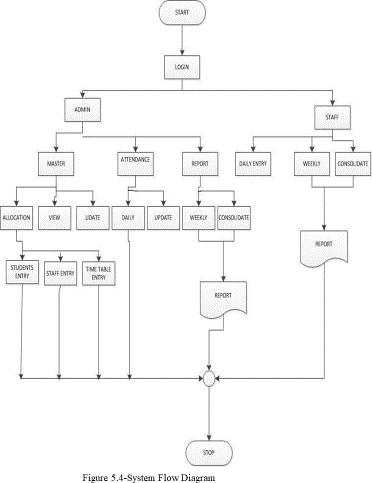 START
LOGIN
ADMIN
STAFF
MASTER
ATTENDANCE
REPORT
DAILY ENTRY
WEEKLY
CONSOLIDATE
ALLOCATION
VIEW
UDATE
DAILY
UPDATE
WEEKLY
CONSOLIDATE
REPORT
STUDENTS
ENTRY
STAFF ENTRY
TIME TABLE
ENTRY
REPORT
STOP
Figure 5.4-System Flow Diagram